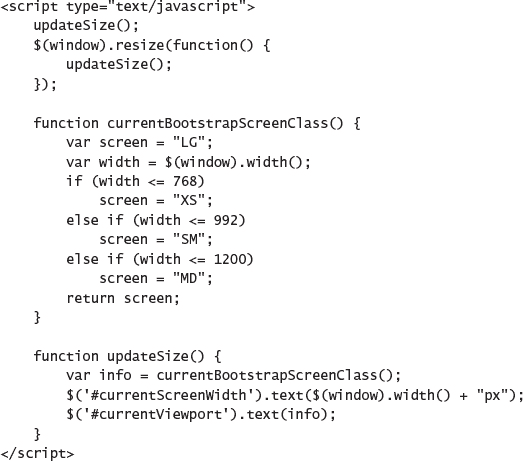 <script type="text/javascript">
    updateSize();
    $(window).resize(function() {
        updateSize();
    });

    function currentBootstrapScreenClass() {
        var screen = "LG";
        var width = $(window).width();
        if (width <= 768)
            screen = "XS";
        else if (width <= 992)
            screen = "SM";
        else if (width <= 1200)
            screen = "MD";
        return screen;
    }

    function updateSize() {
        var info = currentBootstrapScreenClass();
        $('#currentScreenWidth').text($(window).width() + "px");
        $('#currentViewport').text(info);
    }
</script>